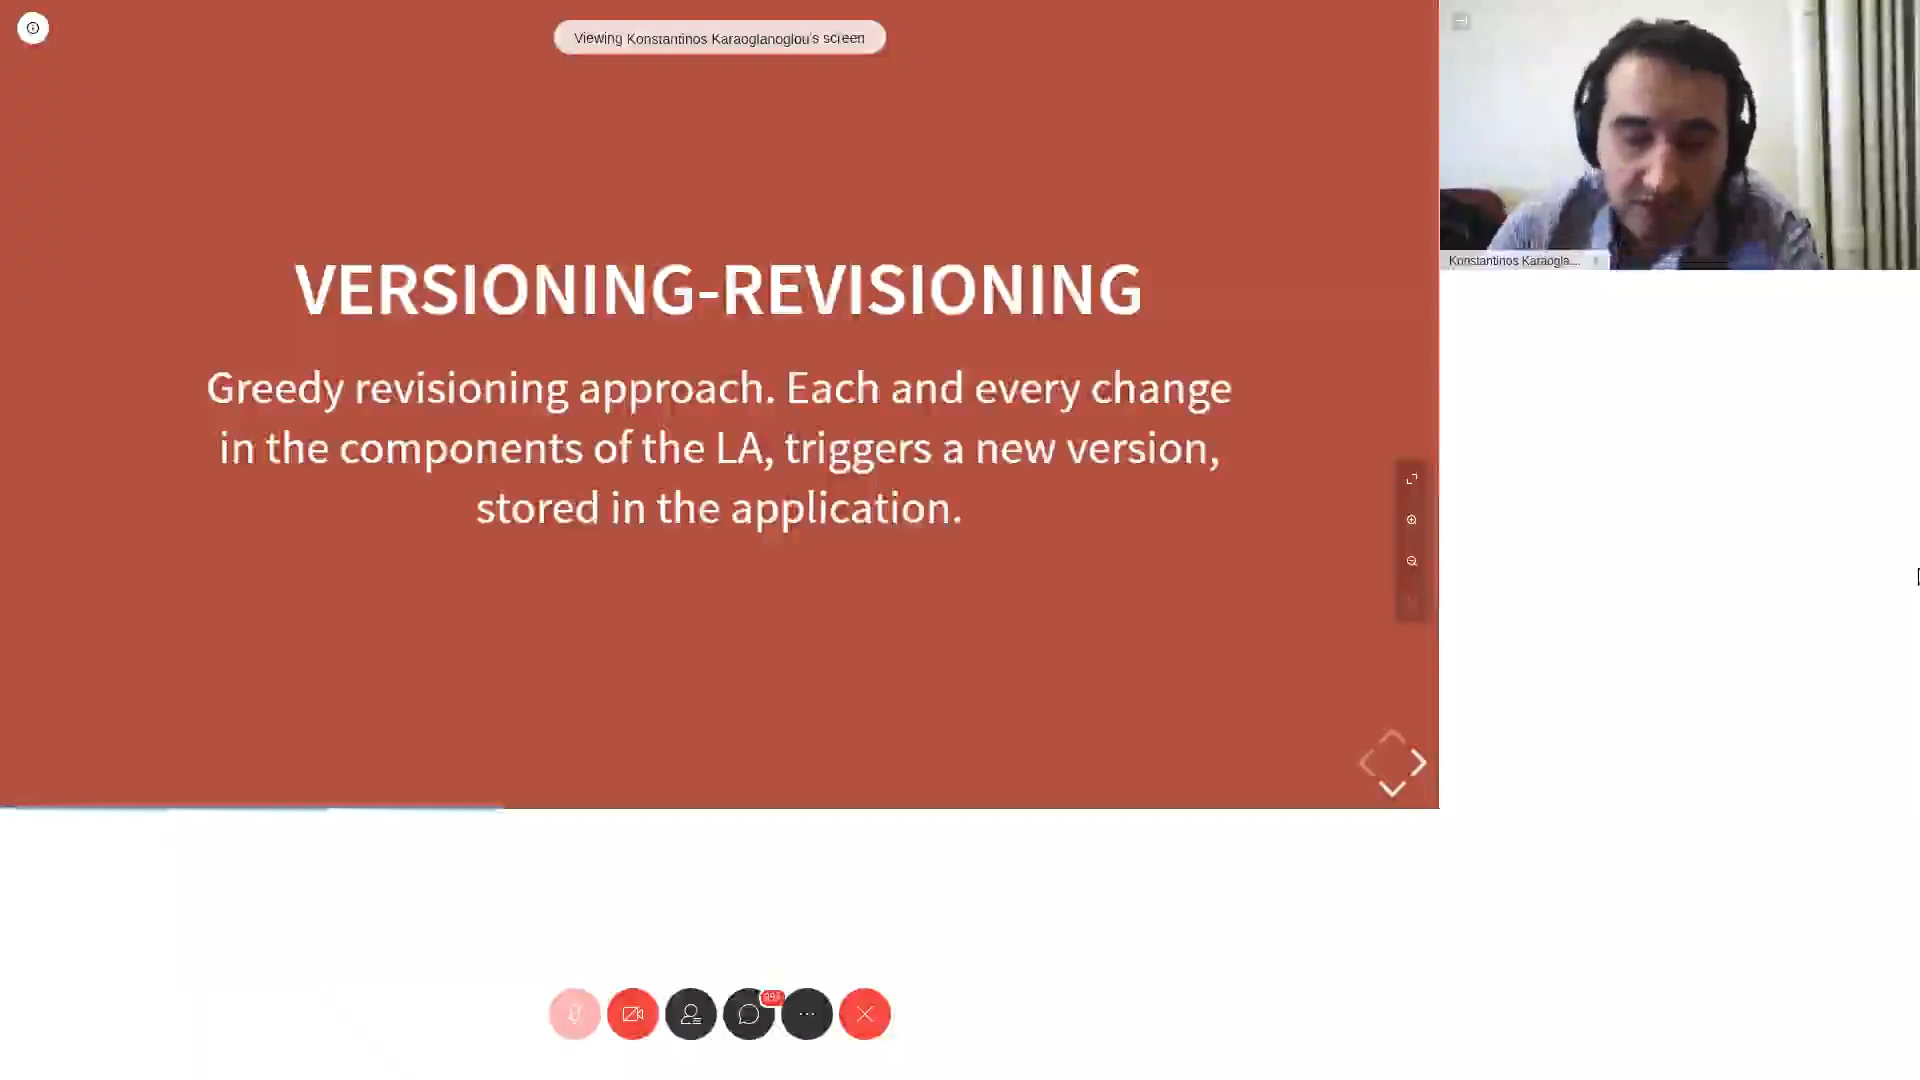 Viewing Konstantinos Karaoglanoglou's screen
VERSIONING-REVISIONING
Greedy revisioning approach. Each and every change
in the components of the LA, triggers a new version,
stored in the application.
Konstantinos Karaogla...